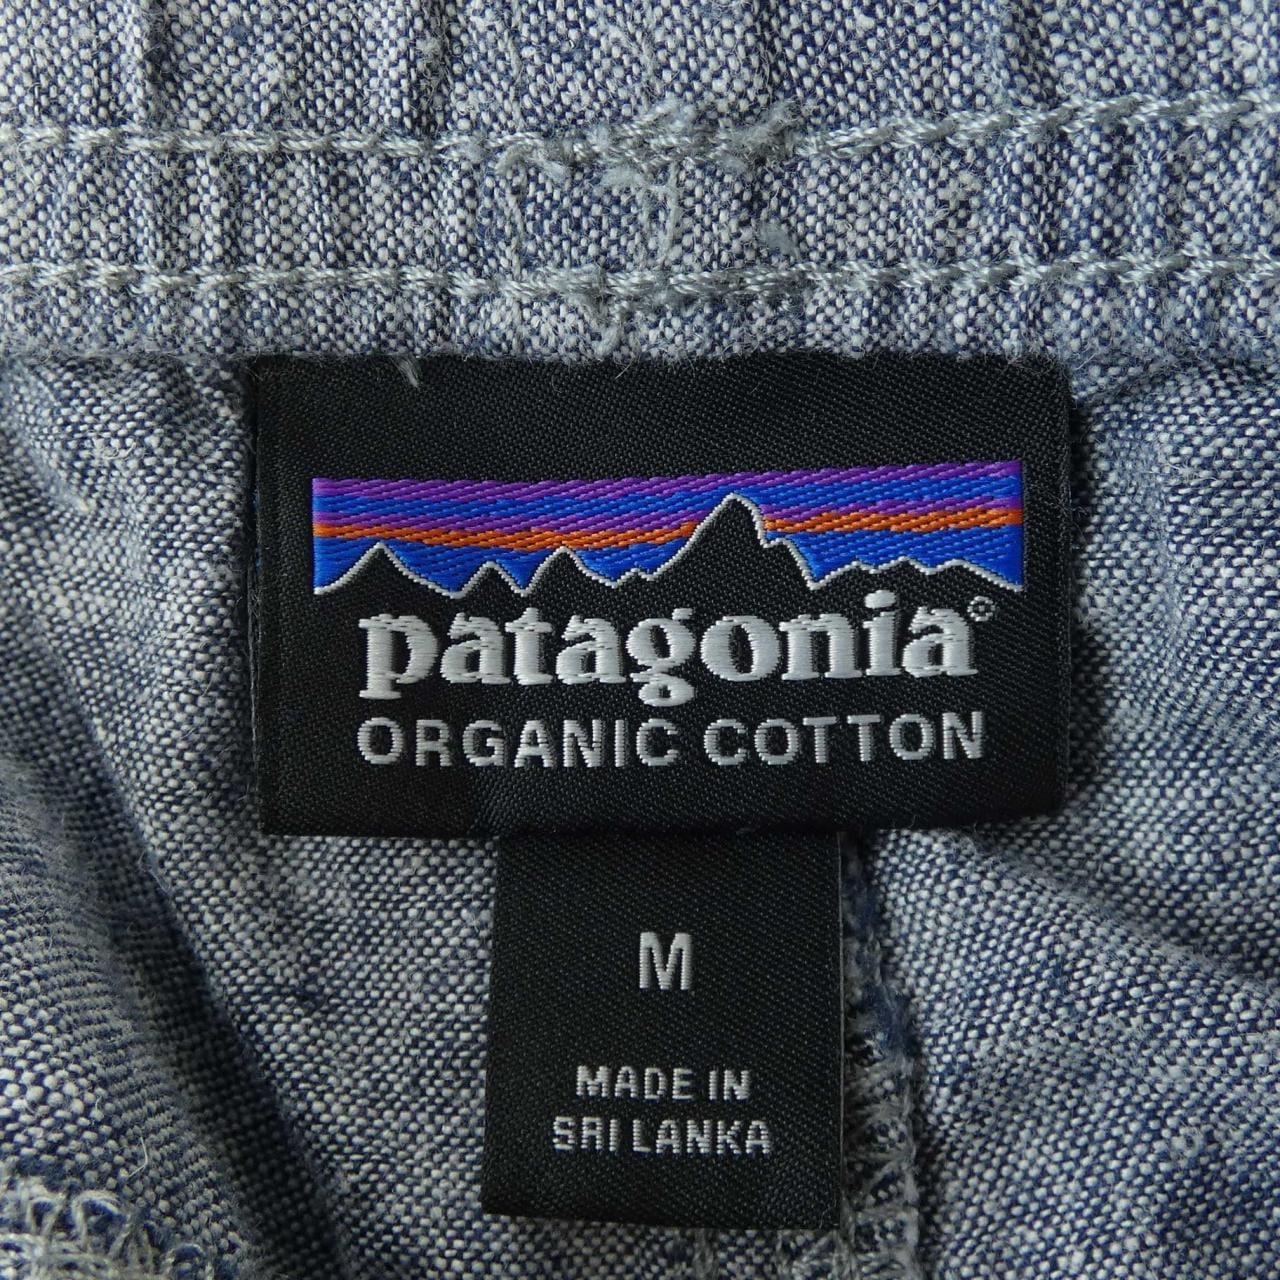 patagonia®
ORGANIC COTTON
M
MADE IN
SRI LANKA